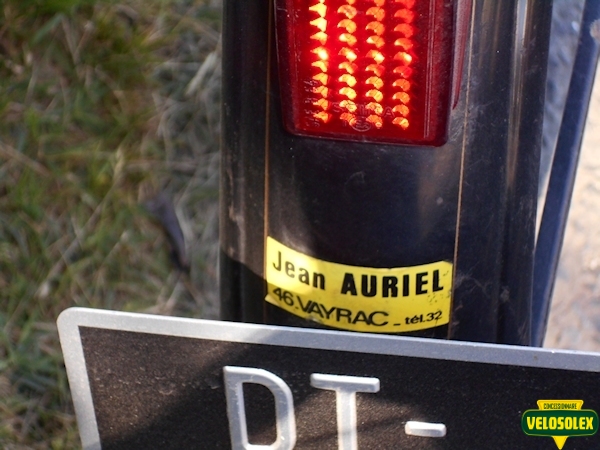 Jean AURIEL
46.VAYRAC _ tél.32
DT-
CONCESSIONNAIRE
VELOSOLEX